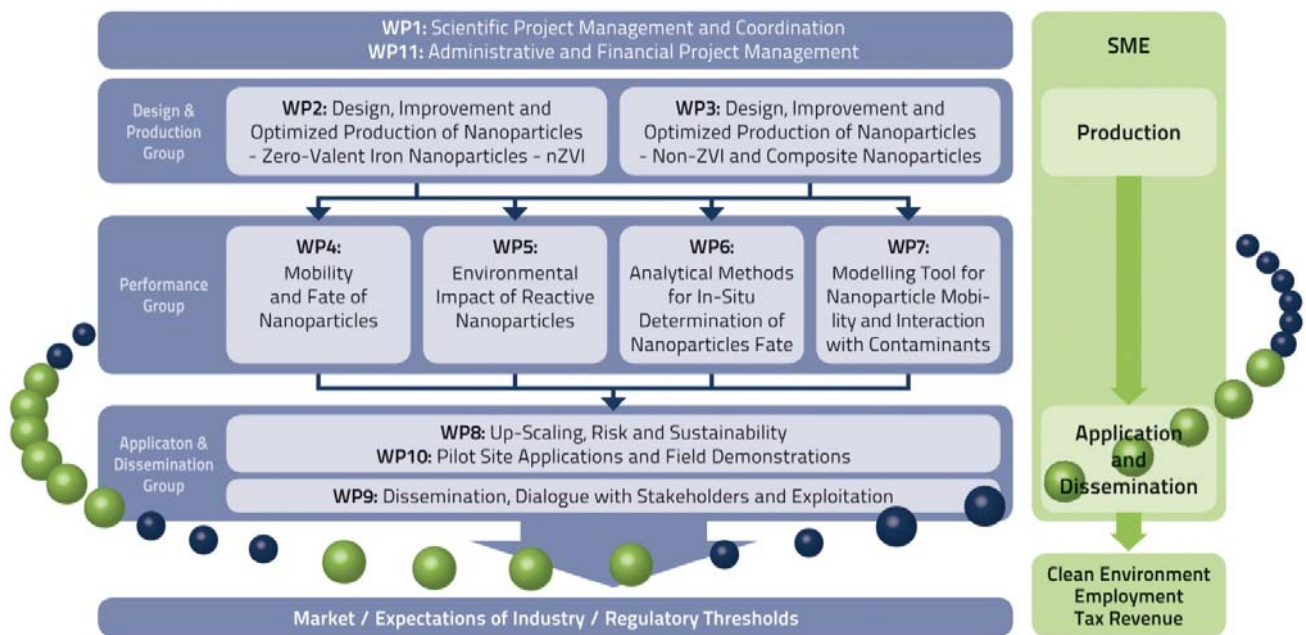 WP1: Scientific Project Management and Coordination
WP11: Administrative and Financial Project Management
Design &
Production
Group
WP2: Design, Improvement and
Optimized Production of Nanoparticles
- Zero-Valent Iron Nanoparticles - nZVI
WP3: Design, Improvement and
Optimized Production of Nanoparticles
- Non-ZVI and Composite Nanoparticles
Performance
Group
WP4:
Mobility
and Fate of
Nanoparticles
WP5:
Environmental
Impact of Reactive
Nanoparticles
WP6:
Analytical Methods
for In-Situ
Determination of
Nanoparticles Fate
WP7:
Modelling Tool for
Nanoparticle Mobi-
lity and Interaction
with Contaminants
Applicaton &
Dissemination
Group
WP8: Up-Scaling, Risk and Sustainability
WP10: Pilot Site Applications and Field Demonstrations
WP9: Dissemination, Dialogue with Stakeholders and Exploitation
Market / Expectations of Industry / Regulatory Thresholds
SME
Production
Application
and
Dissemination
Clean Environment
Employment
Tax Revenue